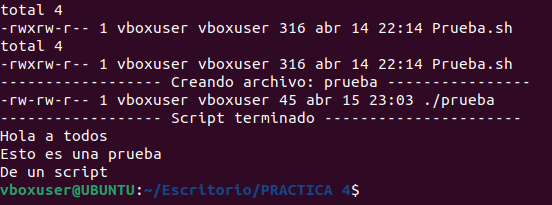 total 4
-rwxrw-r-- 1 vboxuser vboxuser 316 abr 14 22:14 Prueba.sh
total 4
-rwxrw-r-- 1 vboxuser vboxuser 316 abr 14 22:14 Prueba.sh
----------------- Creando archivo: prueba ---------------
-rw-rw-r-- 1 vboxuser vboxuser 45 abr 15 23:03 ./prueba
----------------- Script terminado ---------------------
Hola a todos
Esto es una prueba
De un script
vboxuser@UBUNTU:~/Escritorio/PRACTICA 4$